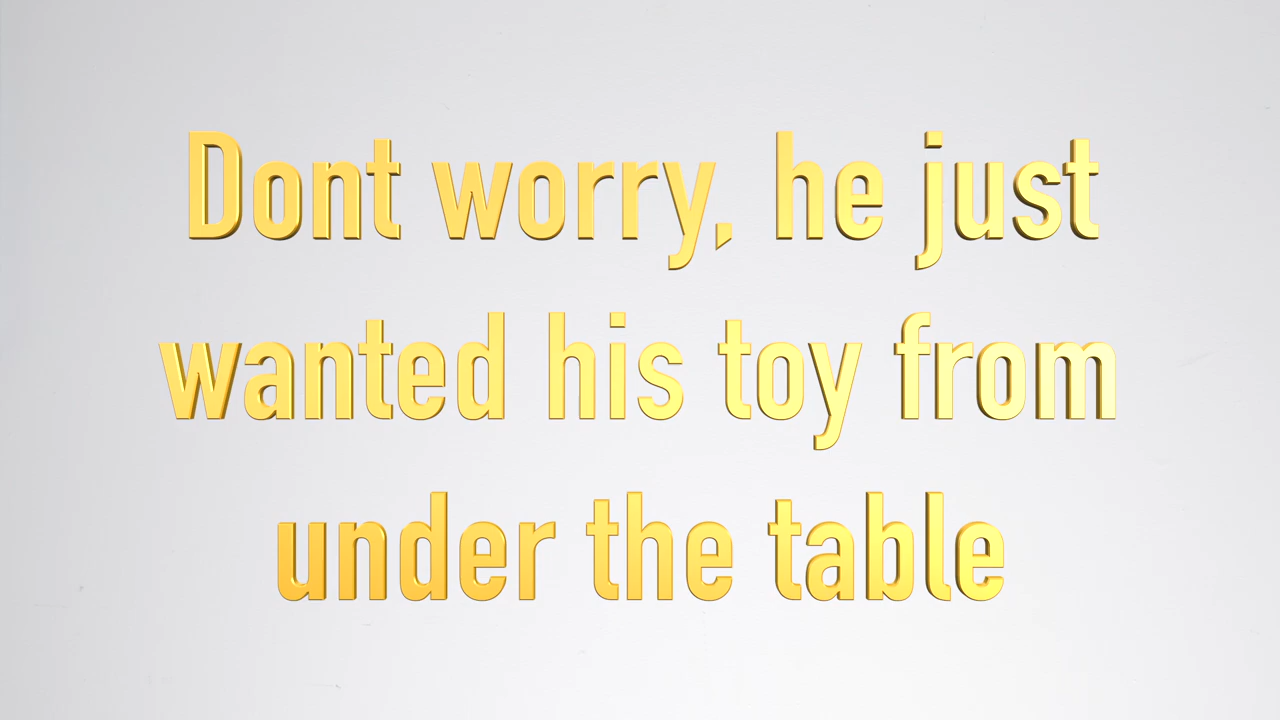 Dont worry, he just
wanted his toy from
under the table